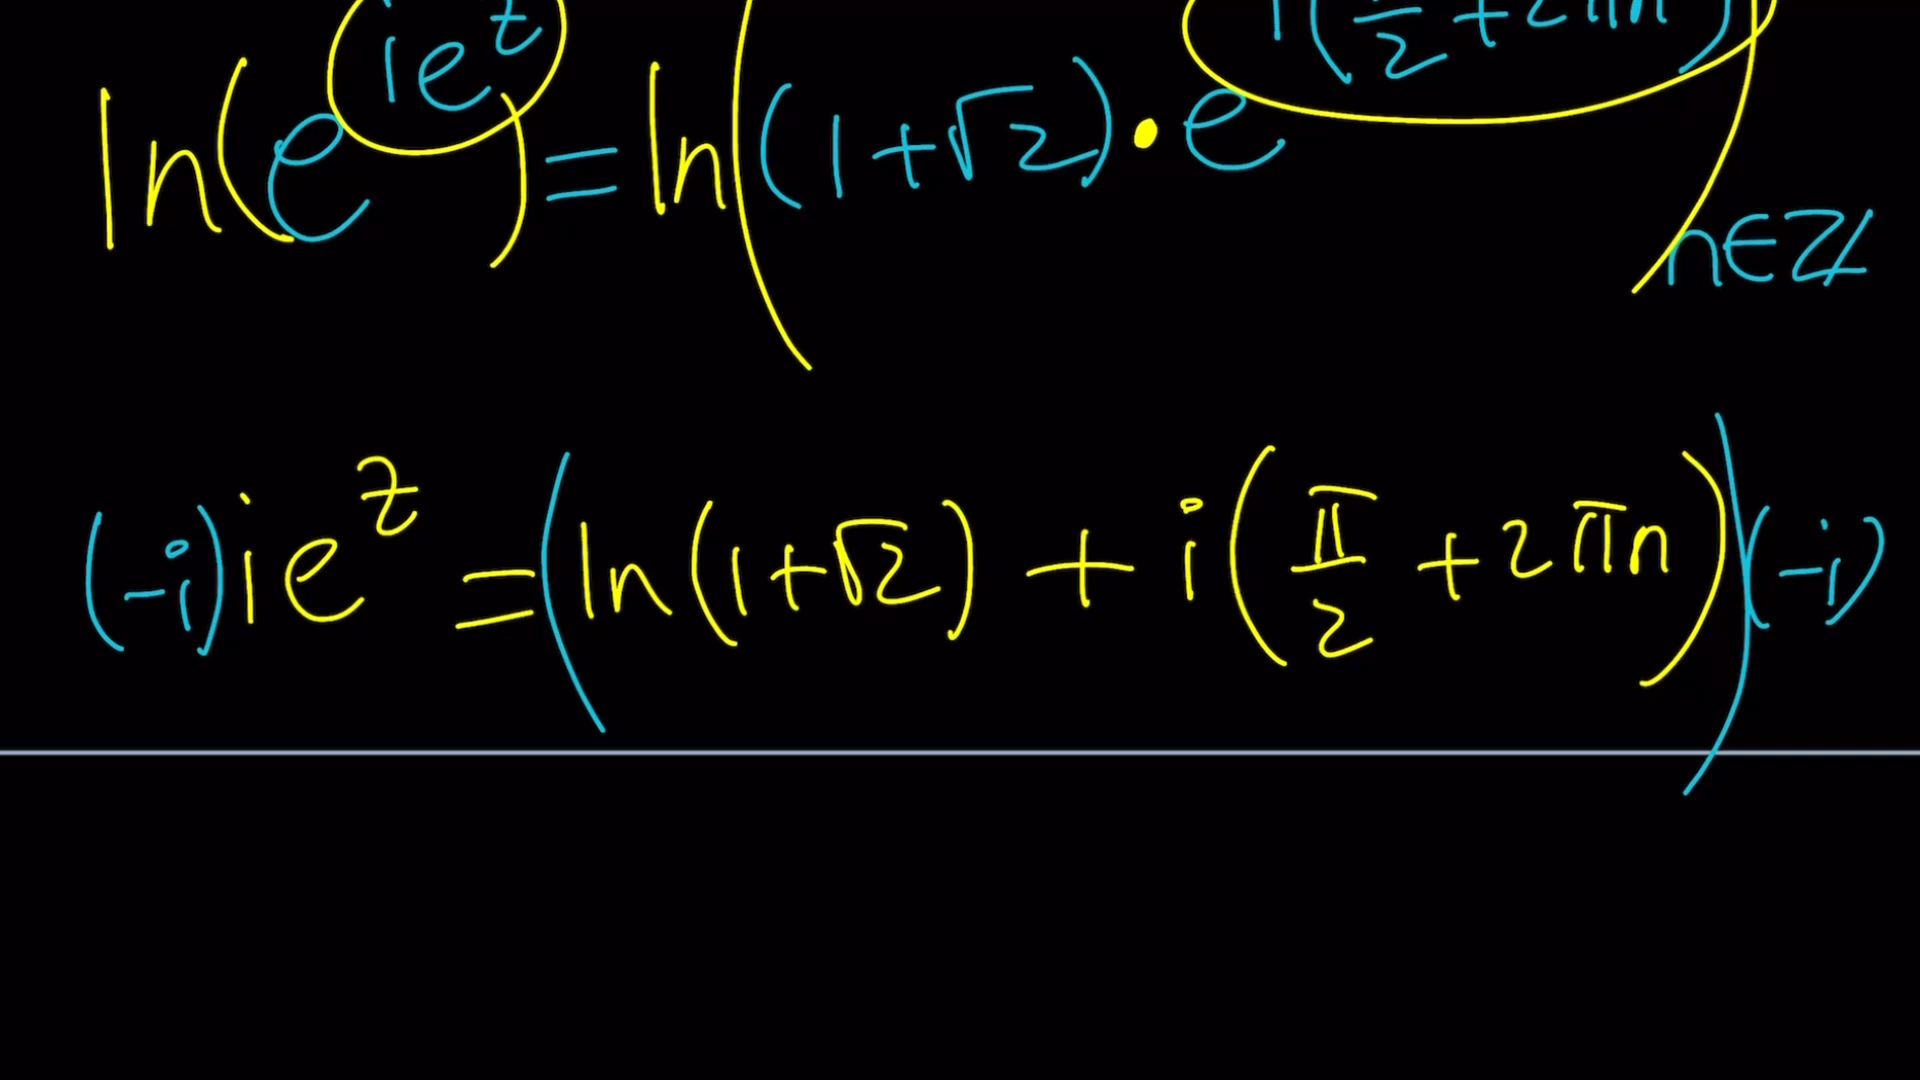 ln(e^(ie^z)) = ln((1+√2)·e^(i(π/2+2πn)))
n∈ℤ
(-i)ie^z = (ln(1+√2) + i(π/2 + 2πn))(-i)